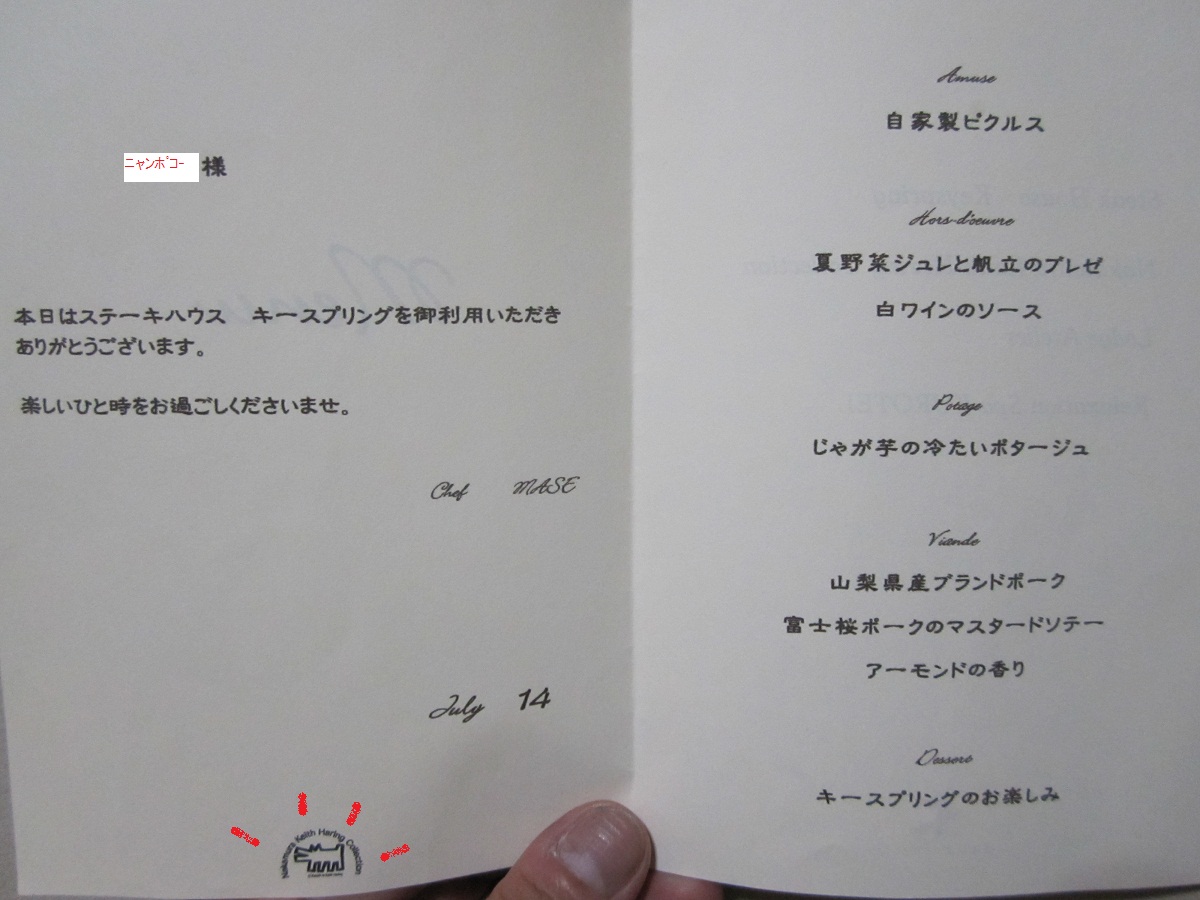 ニャンポコー 様
本日はステーキハウス　キースプリングを御利用いただき
ありがとうございます。
楽しいひと時をお過ごしくださいませ。
Chef MASE
July 14
Nakamura Keith Haring Collection
Amuse
自家製ピクルス
Hors-d'oeuvre
夏野菜ジュレと帆立のブレゼ
白ワインのソース
Potage
じゃが芋の冷たいポタージュ
Viande
山梨県産ブランドポーク
富士桜ポークのマスタードソテー
アーモンドの香り
Dessert
キースプリングのお楽しみ